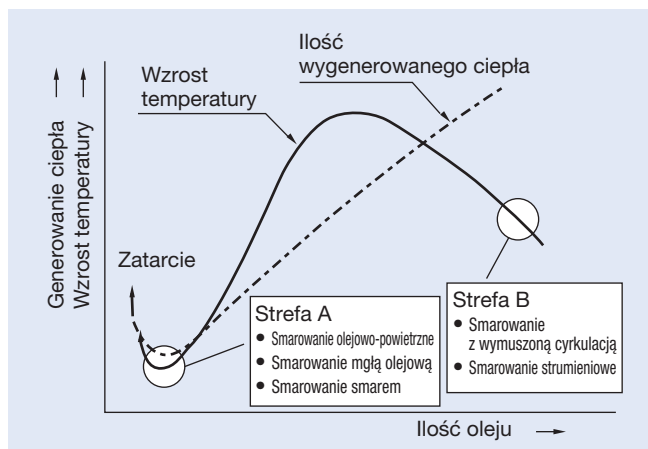 Ilość
wygenerowanego ciepła
Wzrost
temperatury
Generowanie ciepła
Wzrost temperatury
Zatarcie
Strefa A
● Smarowanie olejowo-powietrzne
● Smarowanie mgłą olejową
● Smarowanie smarem
Strefa B
● Smarowanie
z wymuszoną cyrkulacją
● Smarowanie strumieniowe
Ilość oleju